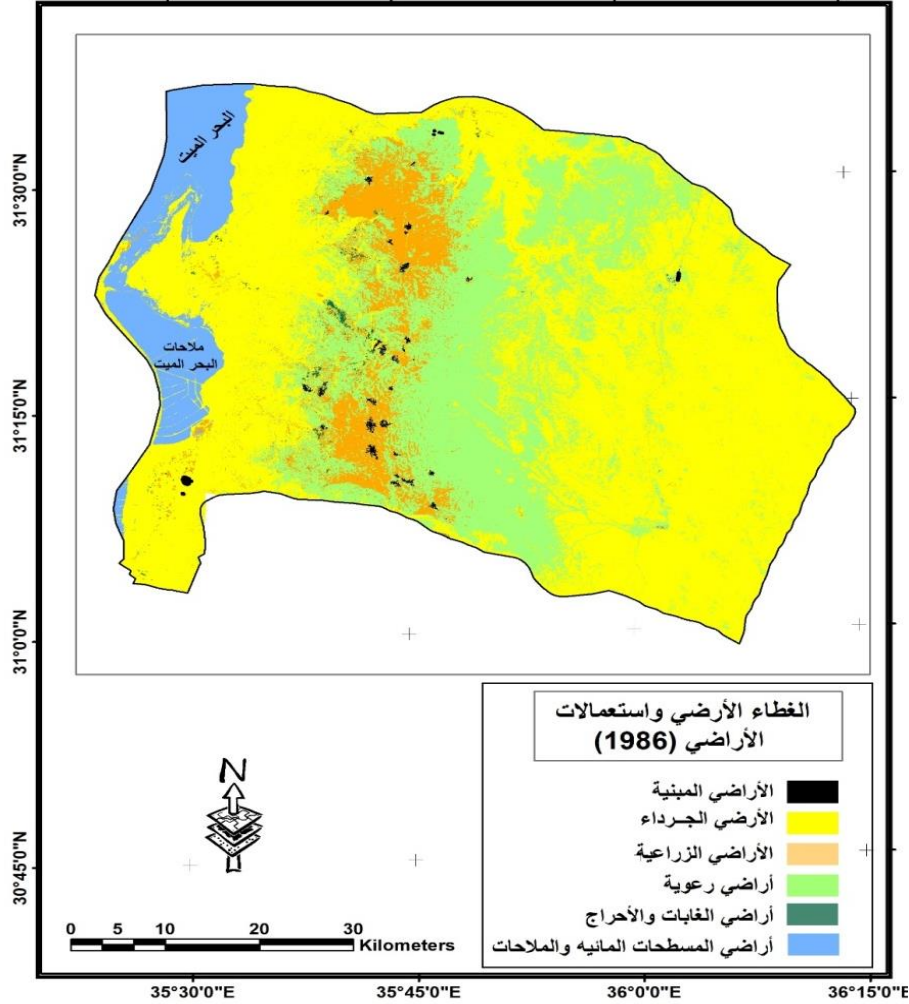 البحر الميت
31°30'0"N
ملاحات
البحر الميت
31°15'0"N
31°0'0"N
الغطاء الأرضي واستعمالات
الأراضي (1986)
الأراضي المبنية
الأرضي الجــرداء
الأراضي الزراعية
أراضي رعوية
أراضي الغابات والأحراج
أراضي المسطحات المائيه والملاحات
N
30°45'0"N
0 5 10 20 30
Kilometers
35°30'0"E 35°45'0"E 36°0'0"E 36°15'0"E